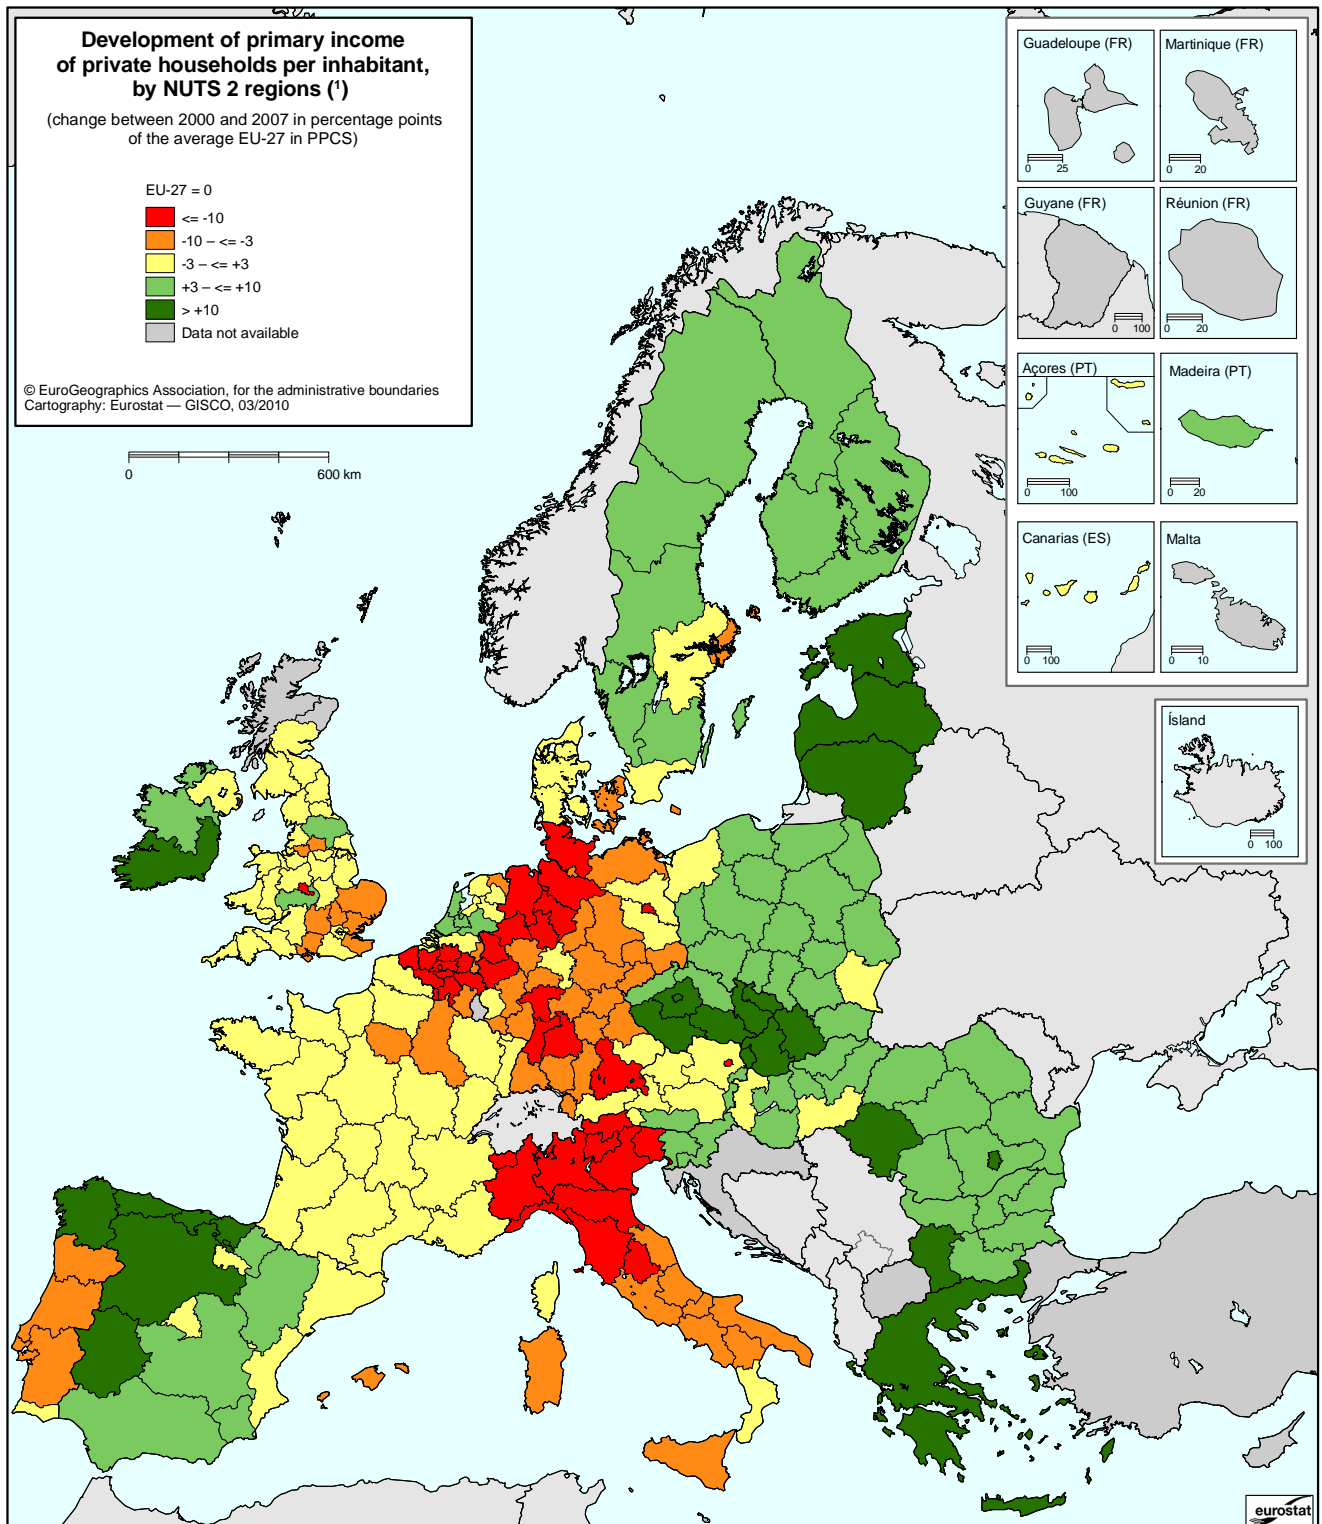 Development of primary income
of private households per inhabitant,
by NUTS 2 regions (¹)
(change between 2000 and 2007 in percentage points
of the average EU-27 in PPCS)
EU-27 = 0
<= -10
-10 – <= -3
-3 – <= +3
+3 – <= +10
> +10
Data not available
© EuroGeographics Association, for the administrative boundaries
Cartography: Eurostat — GISCO, 03/2010
0 600 km
Guadeloupe (FR)
0 25
Martinique (FR)
0 20
Guyane (FR)
0 100
Réunion (FR)
0 20
Açores (PT)
0 100
Madeira (PT)
0 20
Canarias (ES)
0 100
Malta
0 10
Ísland
0 100
eurostat